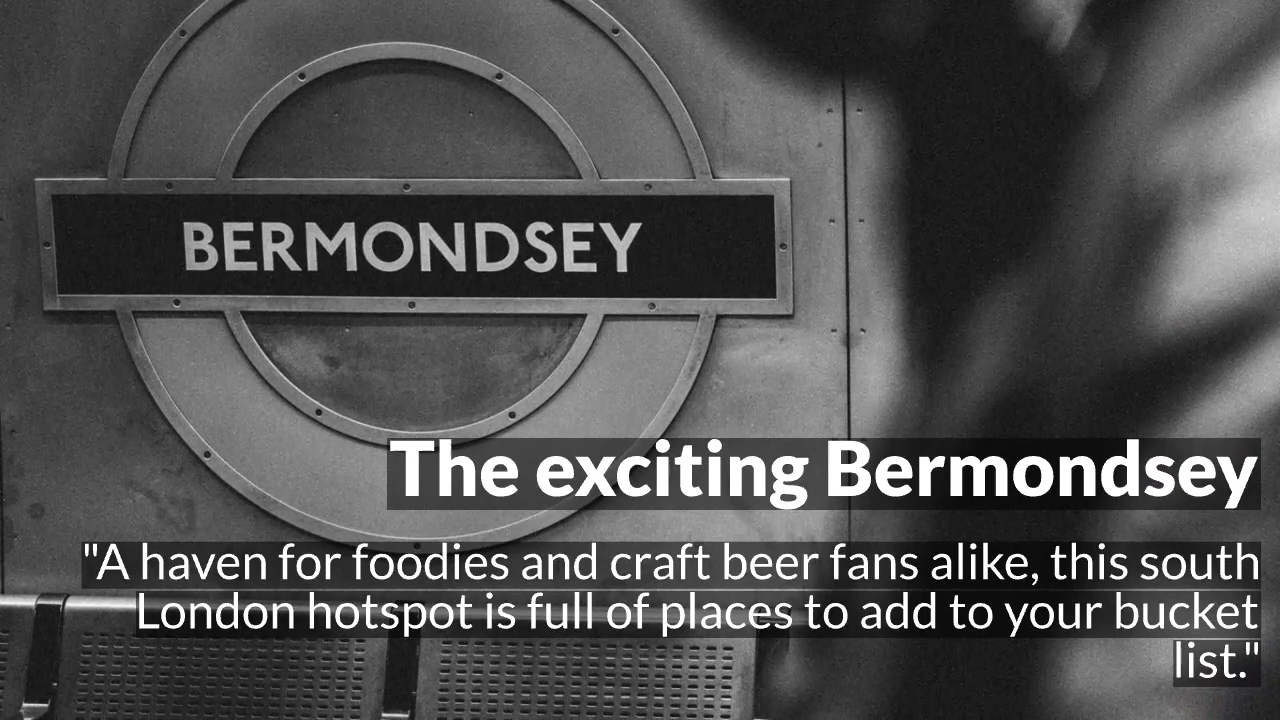 BERMONDSEY
The exciting Bermondsey
"A haven for foodies and craft beer fans alike, this south
London hotspot is full of places to add to your bucket
list."